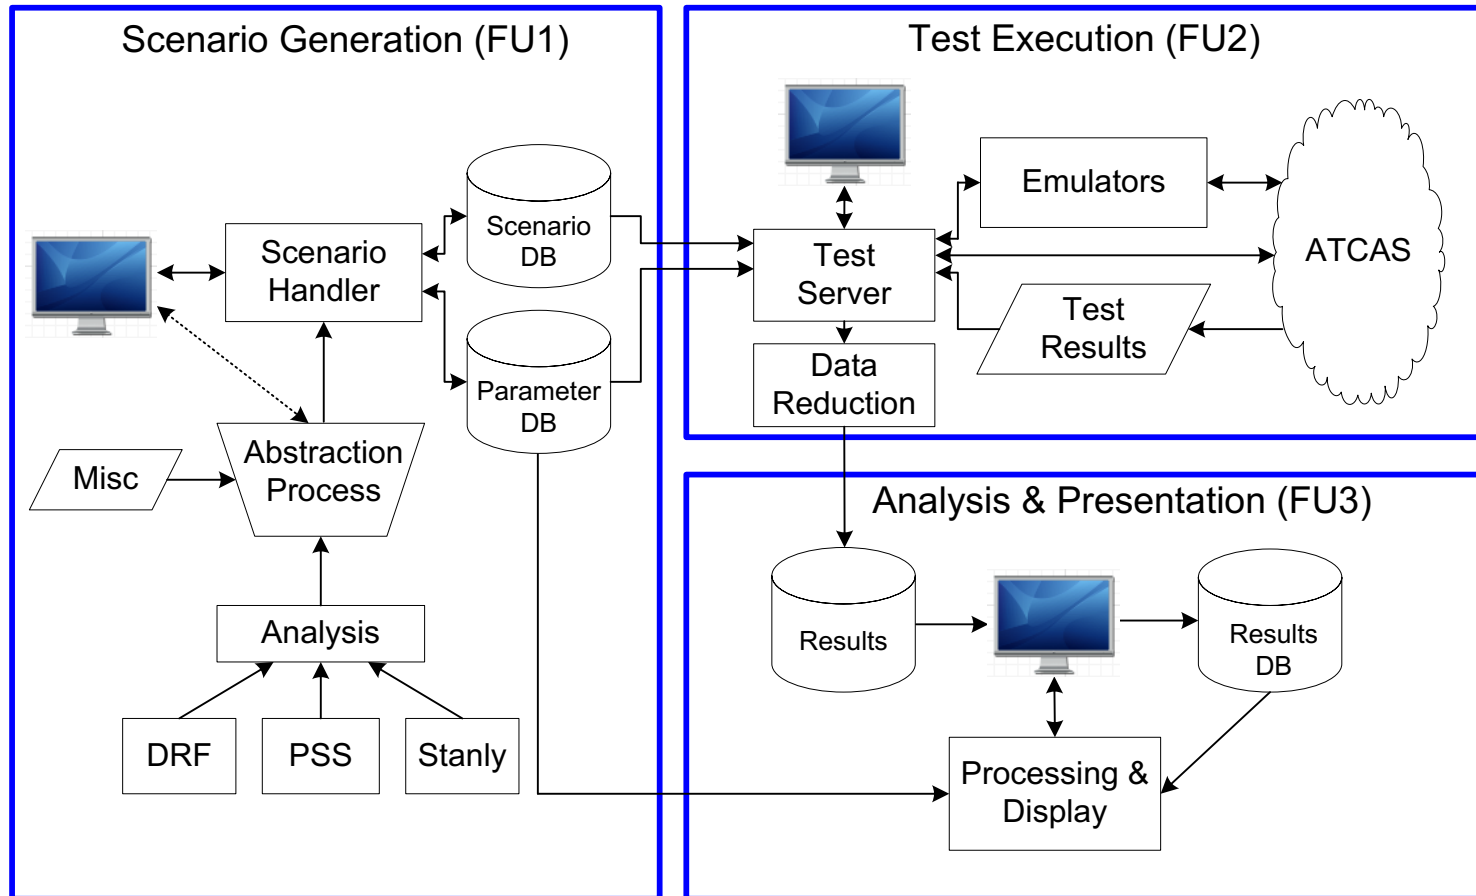 Scenario Generation (FU1)
Scenario
Handler
Scenario
DB
Parameter
DB
Abstraction
Process
Misc
Analysis
DRF
PSS
Stanly
Test Execution (FU2)
Emulators
Test
Server
ATCAS
Test
Results
Data
Reduction
Analysis & Presentation (FU3)
Results
Results
DB
Processing &
Display